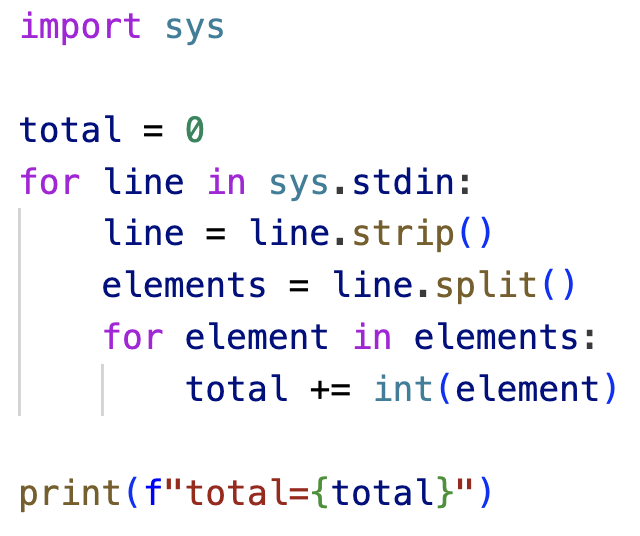 import sys

total = 0
for line in sys.stdin:
    line = line.strip()
    elements = line.split()
    for element in elements:
        total += int(element)

print(f"total={total}")